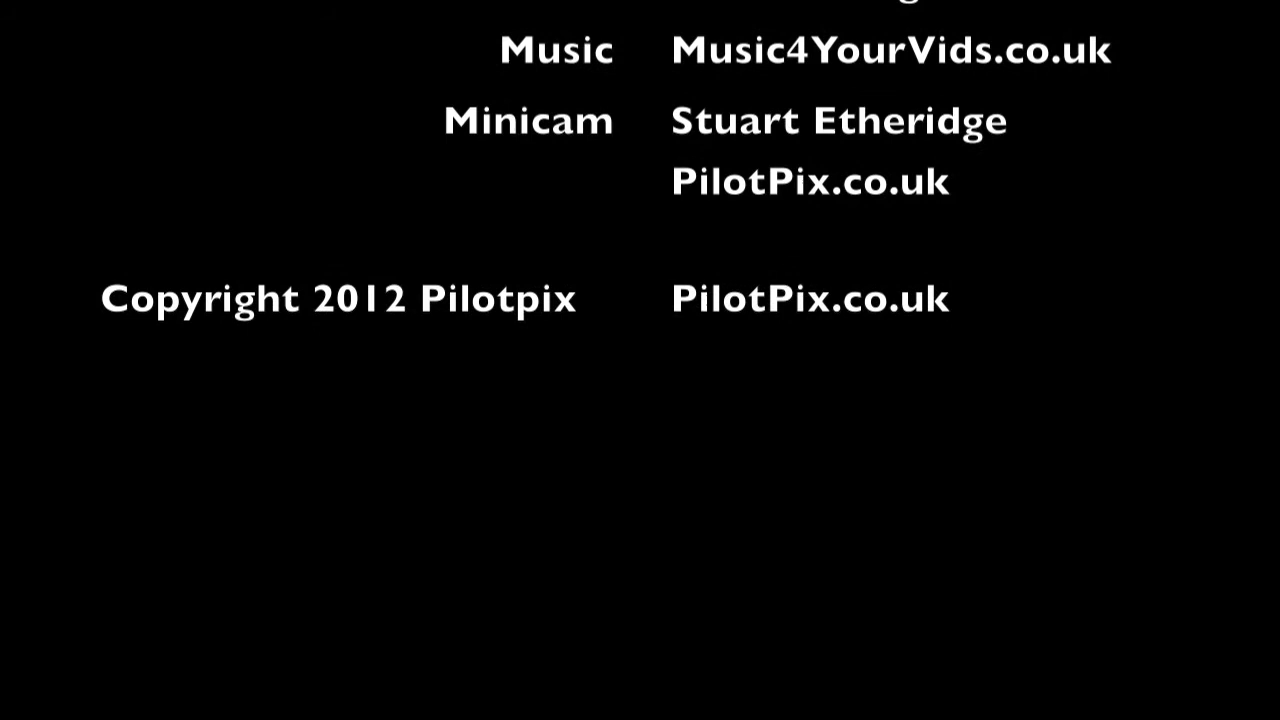 Music Music4YourVids.co.uk
Minicam Stuart Etheridge
PilotPix.co.uk
Copyright 2012 Pilotpix PilotPix.co.uk